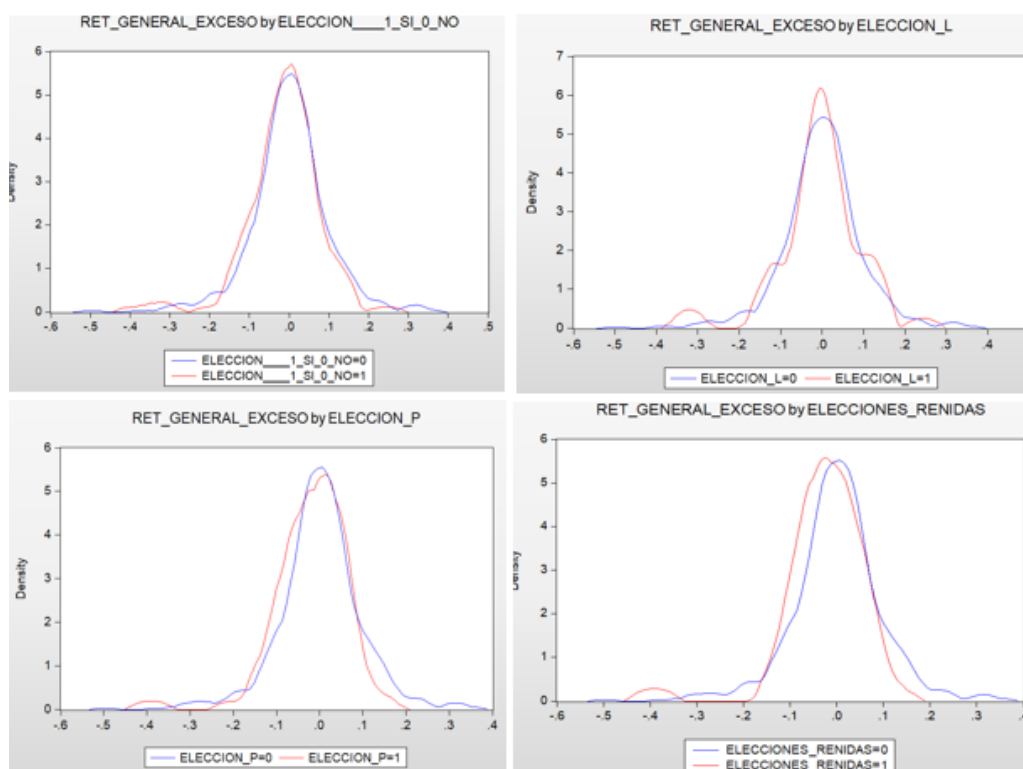 RET_GENERAL_EXCESO by ELECCION____1_SI_0_NO
6
5
4
3
2
1
0
Density
-.6 -.5 -.4 -.3 -.2 -.1 .0 .1 .2 .3 .4 .5
ELECCION____1_SI_0_NO=0
ELECCION____1_SI_0_NO=1
RET_GENERAL_EXCESO by ELECCION_L
7
6
5
4
3
2
1
0
Density
-.6 -.5 -.4 -.3 -.2 -.1 .0 .1 .2 .3 .4
ELECCION_L=0 ELECCION_L=1
RET_GENERAL_EXCESO by ELECCION_P
6
5
4
3
2
1
0
Density
-.6 -.5 -.4 -.3 -.2 -.1 .0 .1 .2 .3 .4
ELECCION_P=0 ELECCION_P=1
RET_GENERAL_EXCESO by ELECCIONES_RENIDAS
6
5
4
3
2
1
0
Density
-.6 -.5 -.4 -.3 -.2 -.1 .0 .1 .2 .3
ELECCIONES_RENIDAS=0
ELECCIONES_RENIDAS=1